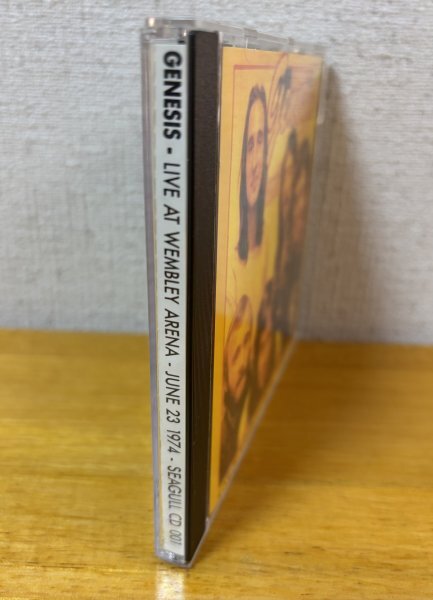 GENESIS - LIVE AT WEMBLEY ARENA - JUNE 23 1974 - SEAGULL CD 001